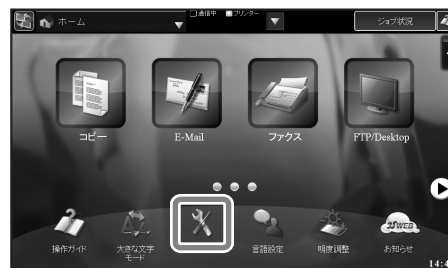 ホーム
通信中 プリンター
ジョブ状況
コピー
E-Mail
ファクス
FTP/Desktop
操作ガイド
大きな文字
モード
言語設定
明度調整
WEB
お知らせ
14:4